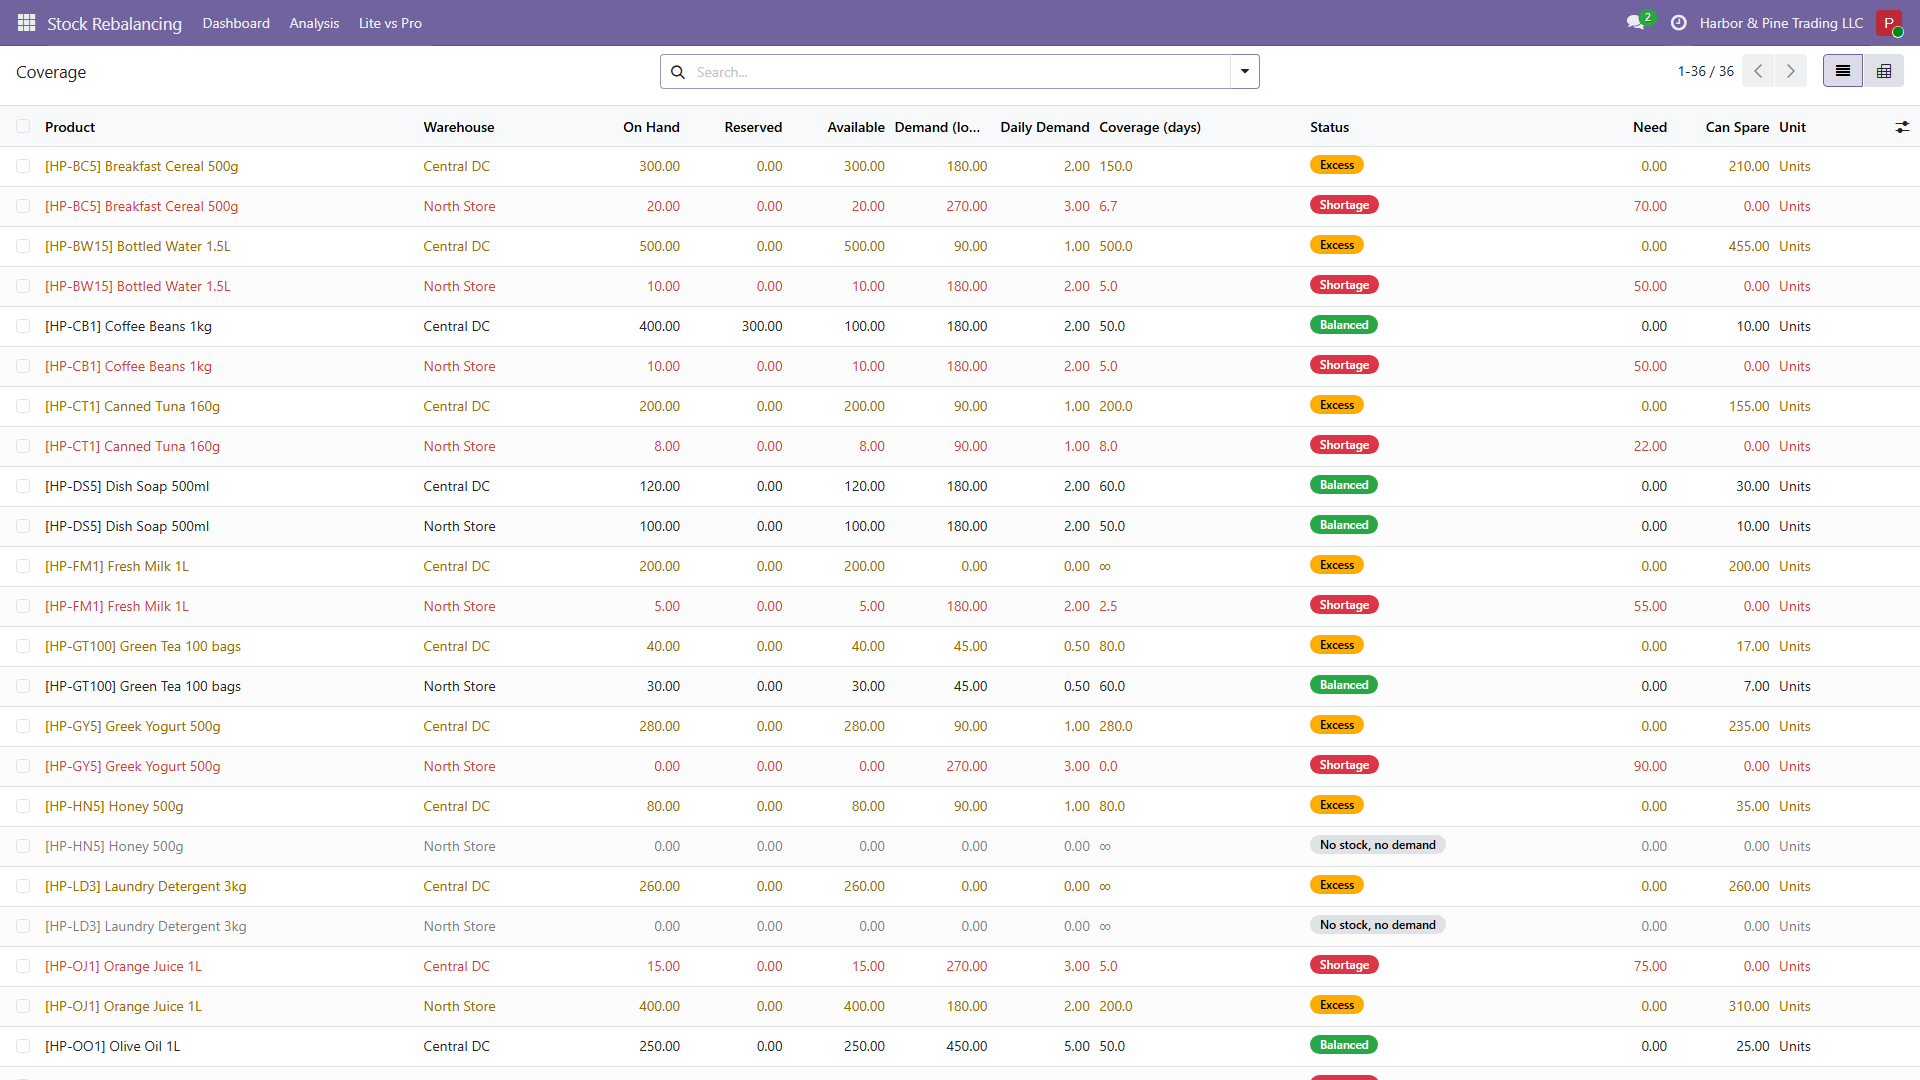 Stock Rebalancing Dashboard Analysis Lite vs Pro 2 Harbor & Pine Trading LLC P
Coverage Search... 1-36 / 36
Product Warehouse On Hand Reserved Available Demand (lo... Daily Demand Coverage (days) Status Need Can Spare Unit
[HP-BC5] Breakfast Cereal 500g Central DC 300.00 0.00 300.00 180.00 2.00 150.0 Excess 0.00 210.00 Units
[HP-BC5] Breakfast Cereal 500g North Store 20.00 0.00 20.00 270.00 3.00 6.7 Shortage 70.00 0.00 Units
[HP-BW15] Bottled Water 1.5L Central DC 500.00 0.00 500.00 90.00 1.00 500.0 Excess 0.00 455.00 Units
[HP-BW15] Bottled Water 1.5L North Store 10.00 0.00 10.00 180.00 2.00 5.0 Shortage 50.00 0.00 Units
[HP-CB1] Coffee Beans 1kg Central DC 400.00 300.00 100.00 180.00 2.00 50.0 Balanced 0.00 10.00 Units
[HP-CB1] Coffee Beans 1kg North Store 10.00 0.00 10.00 180.00 2.00 5.0 Shortage 50.00 0.00 Units
[HP-CT1] Canned Tuna 160g Central DC 200.00 0.00 200.00 90.00 1.00 200.0 Excess 0.00 155.00 Units
[HP-CT1] Canned Tuna 160g North Store 8.00 0.00 8.00 90.00 1.00 8.0 Shortage 22.00 0.00 Units
[HP-DS5] Dish Soap 500ml Central DC 120.00 0.00 120.00 180.00 2.00 60.0 Balanced 0.00 30.00 Units
[HP-DS5] Dish Soap 500ml North Store 100.00 0.00 100.00 180.00 2.00 50.0 Balanced 0.00 10.00 Units
[HP-FM1] Fresh Milk 1L Central DC 200.00 0.00 200.00 0.00 0.00 ∞ Excess 0.00 200.00 Units
[HP-FM1] Fresh Milk 1L North Store 5.00 0.00 5.00 180.00 2.00 2.5 Shortage 55.00 0.00 Units
[HP-GT100] Green Tea 100 bags Central DC 40.00 0.00 40.00 45.00 0.50 80.0 Excess 0.00 17.00 Units
[HP-GT100] Green Tea 100 bags North Store 30.00 0.00 30.00 45.00 0.50 60.0 Balanced 0.00 7.00 Units
[HP-GY5] Greek Yogurt 500g Central DC 280.00 0.00 280.00 90.00 1.00 280.0 Excess 0.00 235.00 Units
[HP-GY5] Greek Yogurt 500g North Store 0.00 0.00 0.00 270.00 3.00 0.0 Shortage 90.00 0.00 Units
[HP-HN5] Honey 500g Central DC 80.00 0.00 80.00 90.00 1.00 80.0 Excess 0.00 35.00 Units
[HP-HN5] Honey 500g North Store 0.00 0.00 0.00 0.00 0.00 ∞ No stock, no demand 0.00 0.00 Units
[HP-LD3] Laundry Detergent 3kg Central DC 260.00 0.00 260.00 0.00 0.00 ∞ Excess 0.00 260.00 Units
[HP-LD3] Laundry Detergent 3kg North Store 0.00 0.00 0.00 0.00 0.00 ∞ No stock, no demand 0.00 0.00 Units
[HP-OJ1] Orange Juice 1L Central DC 15.00 0.00 15.00 270.00 3.00 5.0 Shortage 75.00 0.00 Units
[HP-OJ1] Orange Juice 1L North Store 400.00 0.00 400.00 180.00 2.00 200.0 Excess 0.00 310.00 Units
[HP-OO1] Olive Oil 1L Central DC 250.00 0.00 250.00 450.00 5.00 50.0 Balanced 0.00 25.00 Units